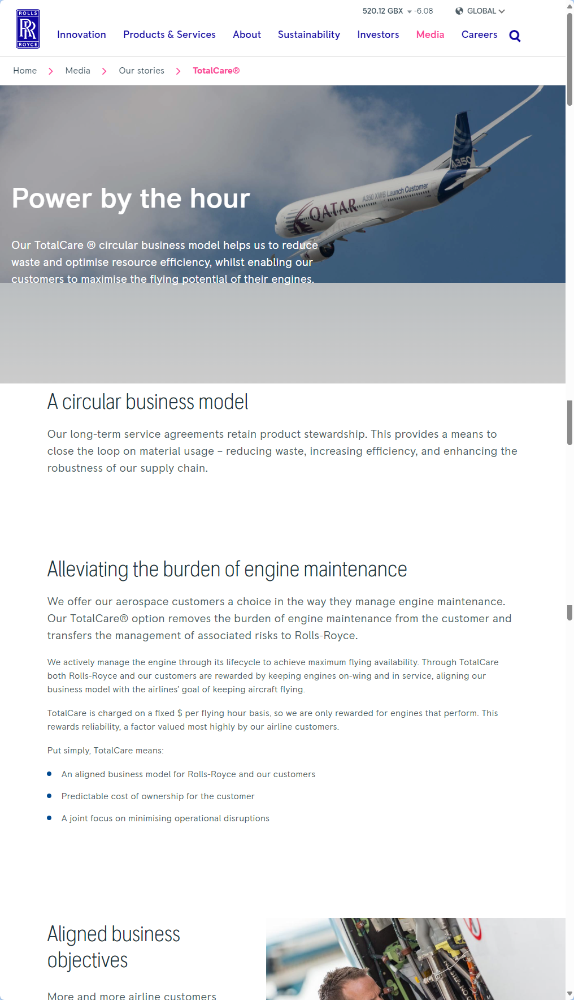 ROLLS
RR
ROYCE
520.12 GBX -6.08
GLOBAL
Innovation Products & Services About Sustainability Investors Media Careers
Home Media Our stories TotalCare®
A350
A350 XWB Launch Customer
QATAR
Power by the hour
Our TotalCare ® circular business model helps us to reduce
waste and optimise resource efficiency, whilst enabling our
customers to maximise the flying potential of their engines.
A circular business model
Our long-term service agreements retain product stewardship. This provides a means to
close the loop on material usage – reducing waste, increasing efficiency, and enhancing the
robustness of our supply chain.
Alleviating the burden of engine maintenance
We offer our aerospace customers a choice in the way they manage engine maintenance.
Our TotalCare® option removes the burden of engine maintenance from the customer and
transfers the management of associated risks to Rolls-Royce.
We actively manage the engine through its lifecycle to achieve maximum flying availability. Through TotalCare
both Rolls-Royce and our customers are rewarded by keeping engines on-wing and in service, aligning our
business model with the airlines’ goal of keeping aircraft flying.
TotalCare is charged on a fixed $ per flying hour basis, so we are only rewarded for engines that perform. This
rewards reliability, a factor valued most highly by our airline customers.
Put simply, TotalCare means:
An aligned business model for Rolls-Royce and our customers
Predictable cost of ownership for the customer
A joint focus on minimising operational disruptions
Aligned business
objectives
More and more airline customers